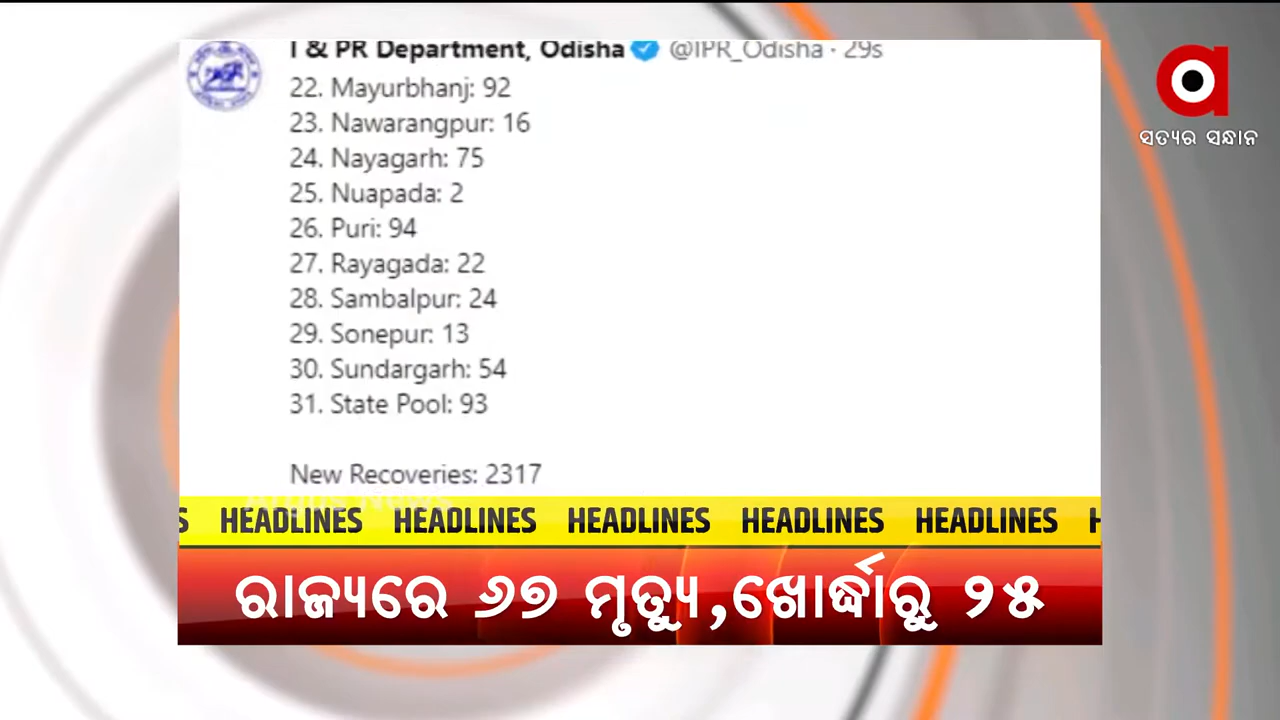 I & PR Department, Odisha @IPR_Odisha · 29s
22. Mayurbhanj: 92
23. Nawarangpur: 16
24. Nayagarh: 75
25. Nuapada: 2
26. Puri: 94
27. Rayagada: 22
28. Sambalpur: 24
29. Sonepur: 13
30. Sundargarh: 54
31. State Pool: 93
New Recoveries: 2317
ସତ୍ୟର ସନ୍ଧାନ
Argus News
HEADLINES HEADLINES HEADLINES HEADLINES HEADLINES
ରାଜ୍ୟରେ ୬୭ ମୃତ୍ୟୁ,ଖୋର୍ଦ୍ଧାରୁ ୨୫